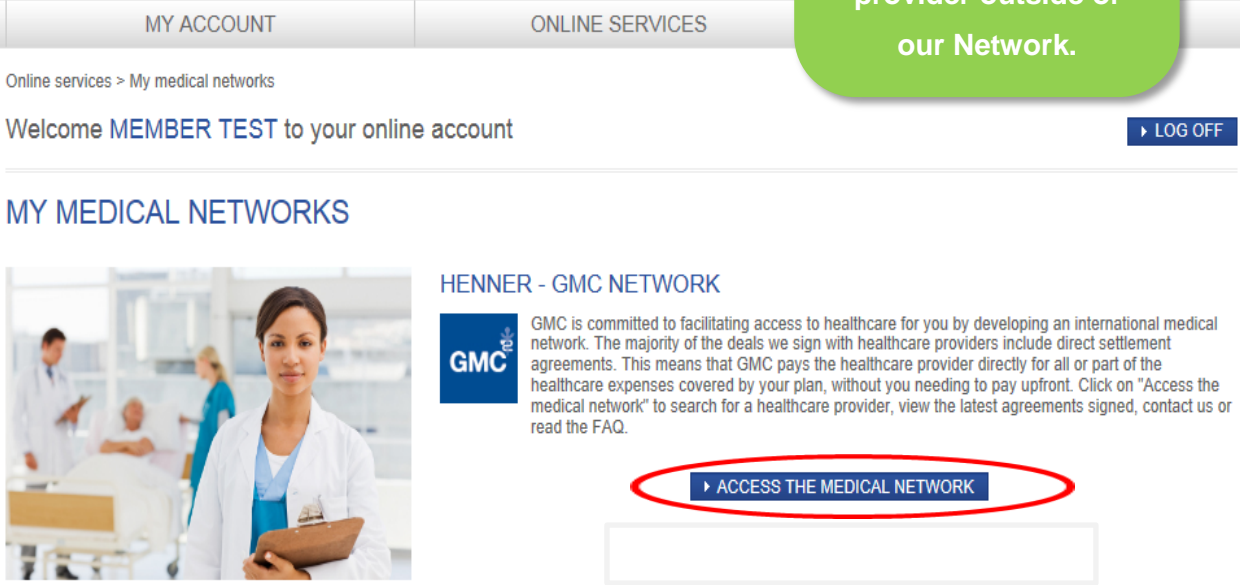 provider outside of
our Network.
MY ACCOUNT
ONLINE SERVICES
Online services > My medical networks
Welcome MEMBER TEST to your online account
LOG OFF
MY MEDICAL NETWORKS
HENNER - GMC NETWORK
GMC
GMC is committed to facilitating access to healthcare for you by developing an international medical
network. The majority of the deals we sign with healthcare providers include direct settlement
agreements. This means that GMC pays the healthcare provider directly for all or part of the
healthcare expenses covered by your plan, without you needing to pay upfront. Click on "Access the
medical network" to search for a healthcare provider, view the latest agreements signed, contact us or
read the FAQ.
ACCESS THE MEDICAL NETWORK